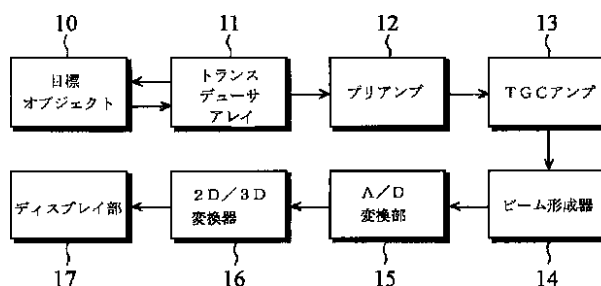 10
11
12
13
目標
オブジェクト
トランス
デューサ
アレイ
プリアンプ
TGCアンプ
ディスプレイ部
2D/3D
変換器
A/D
変換部
ビーム形成器
17
16
15
14